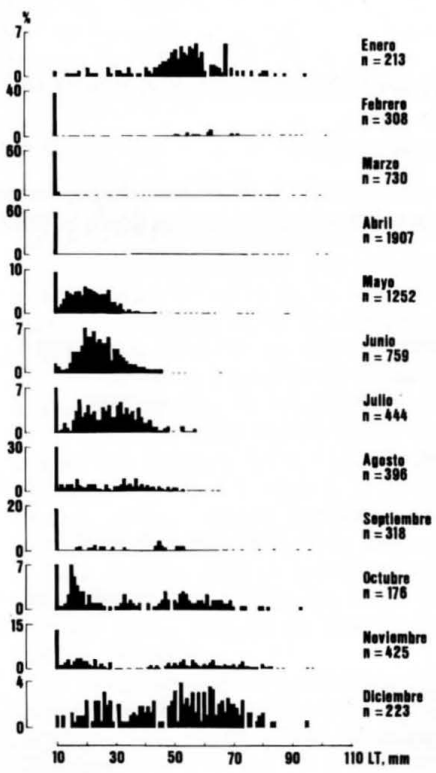 %
7
0
Enero
n = 213
40
0
Febrero
n = 308
60
0
Marzo
n = 730
60
0
Abril
n = 1907
10
0
Mayo
n = 1252
7
0
Junio
n = 759
7
0
Julio
n = 444
30
0
Agosto
n = 396
20
0
Septiembre
n = 318
7
0
Octubre
n = 176
15
0
Noviembre
n = 425
4
0
Diciembre
n = 223
10 30 50 70 90 110 LT, mm